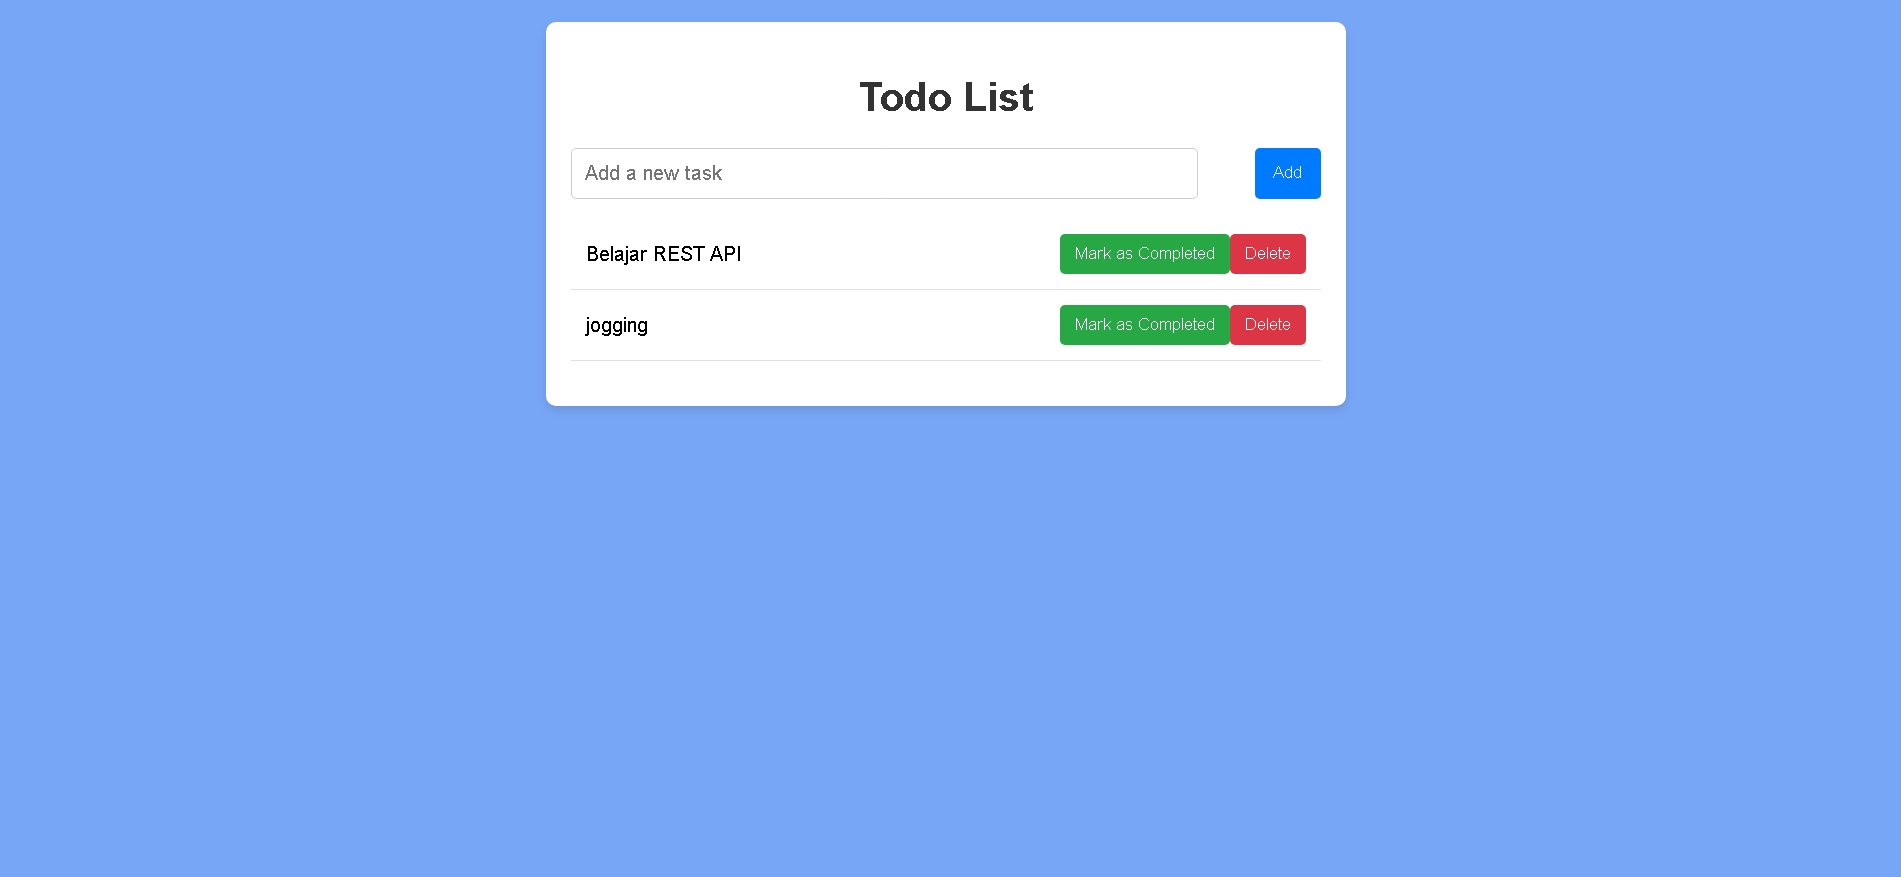 Todo List
Add a new task Add
Belajar REST API Mark as Completed Delete
jogging Mark as Completed Delete